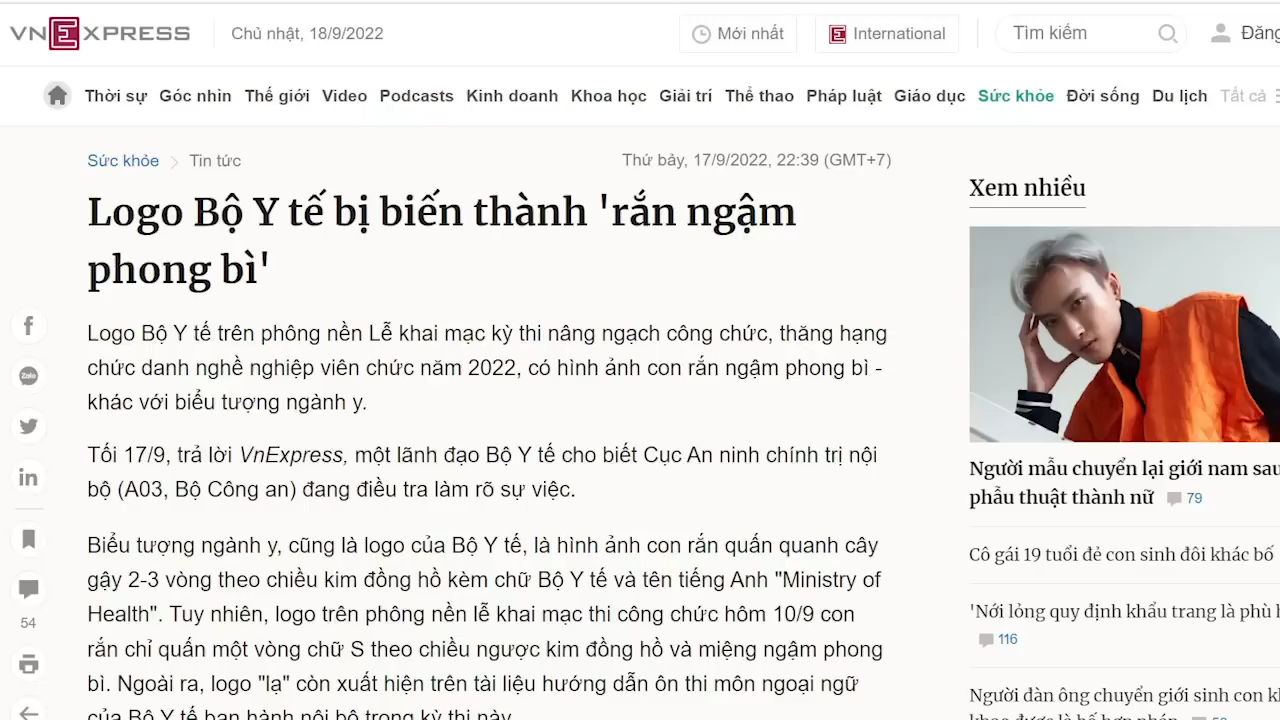 VNEXPRESS
Chủ nhật, 18/9/2022
Mới nhất
International
Tìm kiếm
Thời sự Góc nhìn Thế giới Video Podcasts Kinh doanh Khoa học Giải trí Thể thao Pháp luật Giáo dục Sức khỏe Đời sống Du lịch Tất cả
Sức khỏe > Tin tức
Thứ bảy, 17/9/2022, 22:39 (GMT+7)
Logo Bộ Y tế bị biến thành 'rắn ngậm
phong bì'
Logo Bộ Y tế trên phông nền Lễ khai mạc kỳ thi nâng ngạch công chức, thăng hạng
chức danh nghề nghiệp viên chức năm 2022, có hình ảnh con rắn ngậm phong bì -
khác với biểu tượng ngành y.
Tối 17/9, trả lời VnExpress, một lãnh đạo Bộ Y tế cho biết Cục An ninh chính trị nội
bộ (A03, Bộ Công an) đang điều tra làm rõ sự việc.
Biểu tượng ngành y, cũng là logo của Bộ Y tế, là hình ảnh con rắn quấn quanh cây
gậy 2-3 vòng theo chiều kim đồng hồ kèm chữ Bộ Y tế và tên tiếng Anh "Ministry of
Health". Tuy nhiên, logo trên phông nền lễ khai mạc thi công chức hôm 10/9 con
rắn chỉ quấn một vòng chữ S theo chiều ngược kim đồng hồ và miệng ngậm phong
bì. Ngoài ra, logo "lạ" còn xuất hiện trên tài liệu hướng dẫn ôn thi môn ngoại ngữ
của Bộ Y tế ban hành nội bộ trong kỳ thi này.
Zalo
54
Xem nhiều
Người mẫu chuyển lại giới nam sau
phẫu thuật thành nữ 79
Cô gái 19 tuổi đẻ con sinh đôi khác bố
'Nới lỏng quy định khẩu trang là phù
116
Người đàn ông chuyển giới sinh con